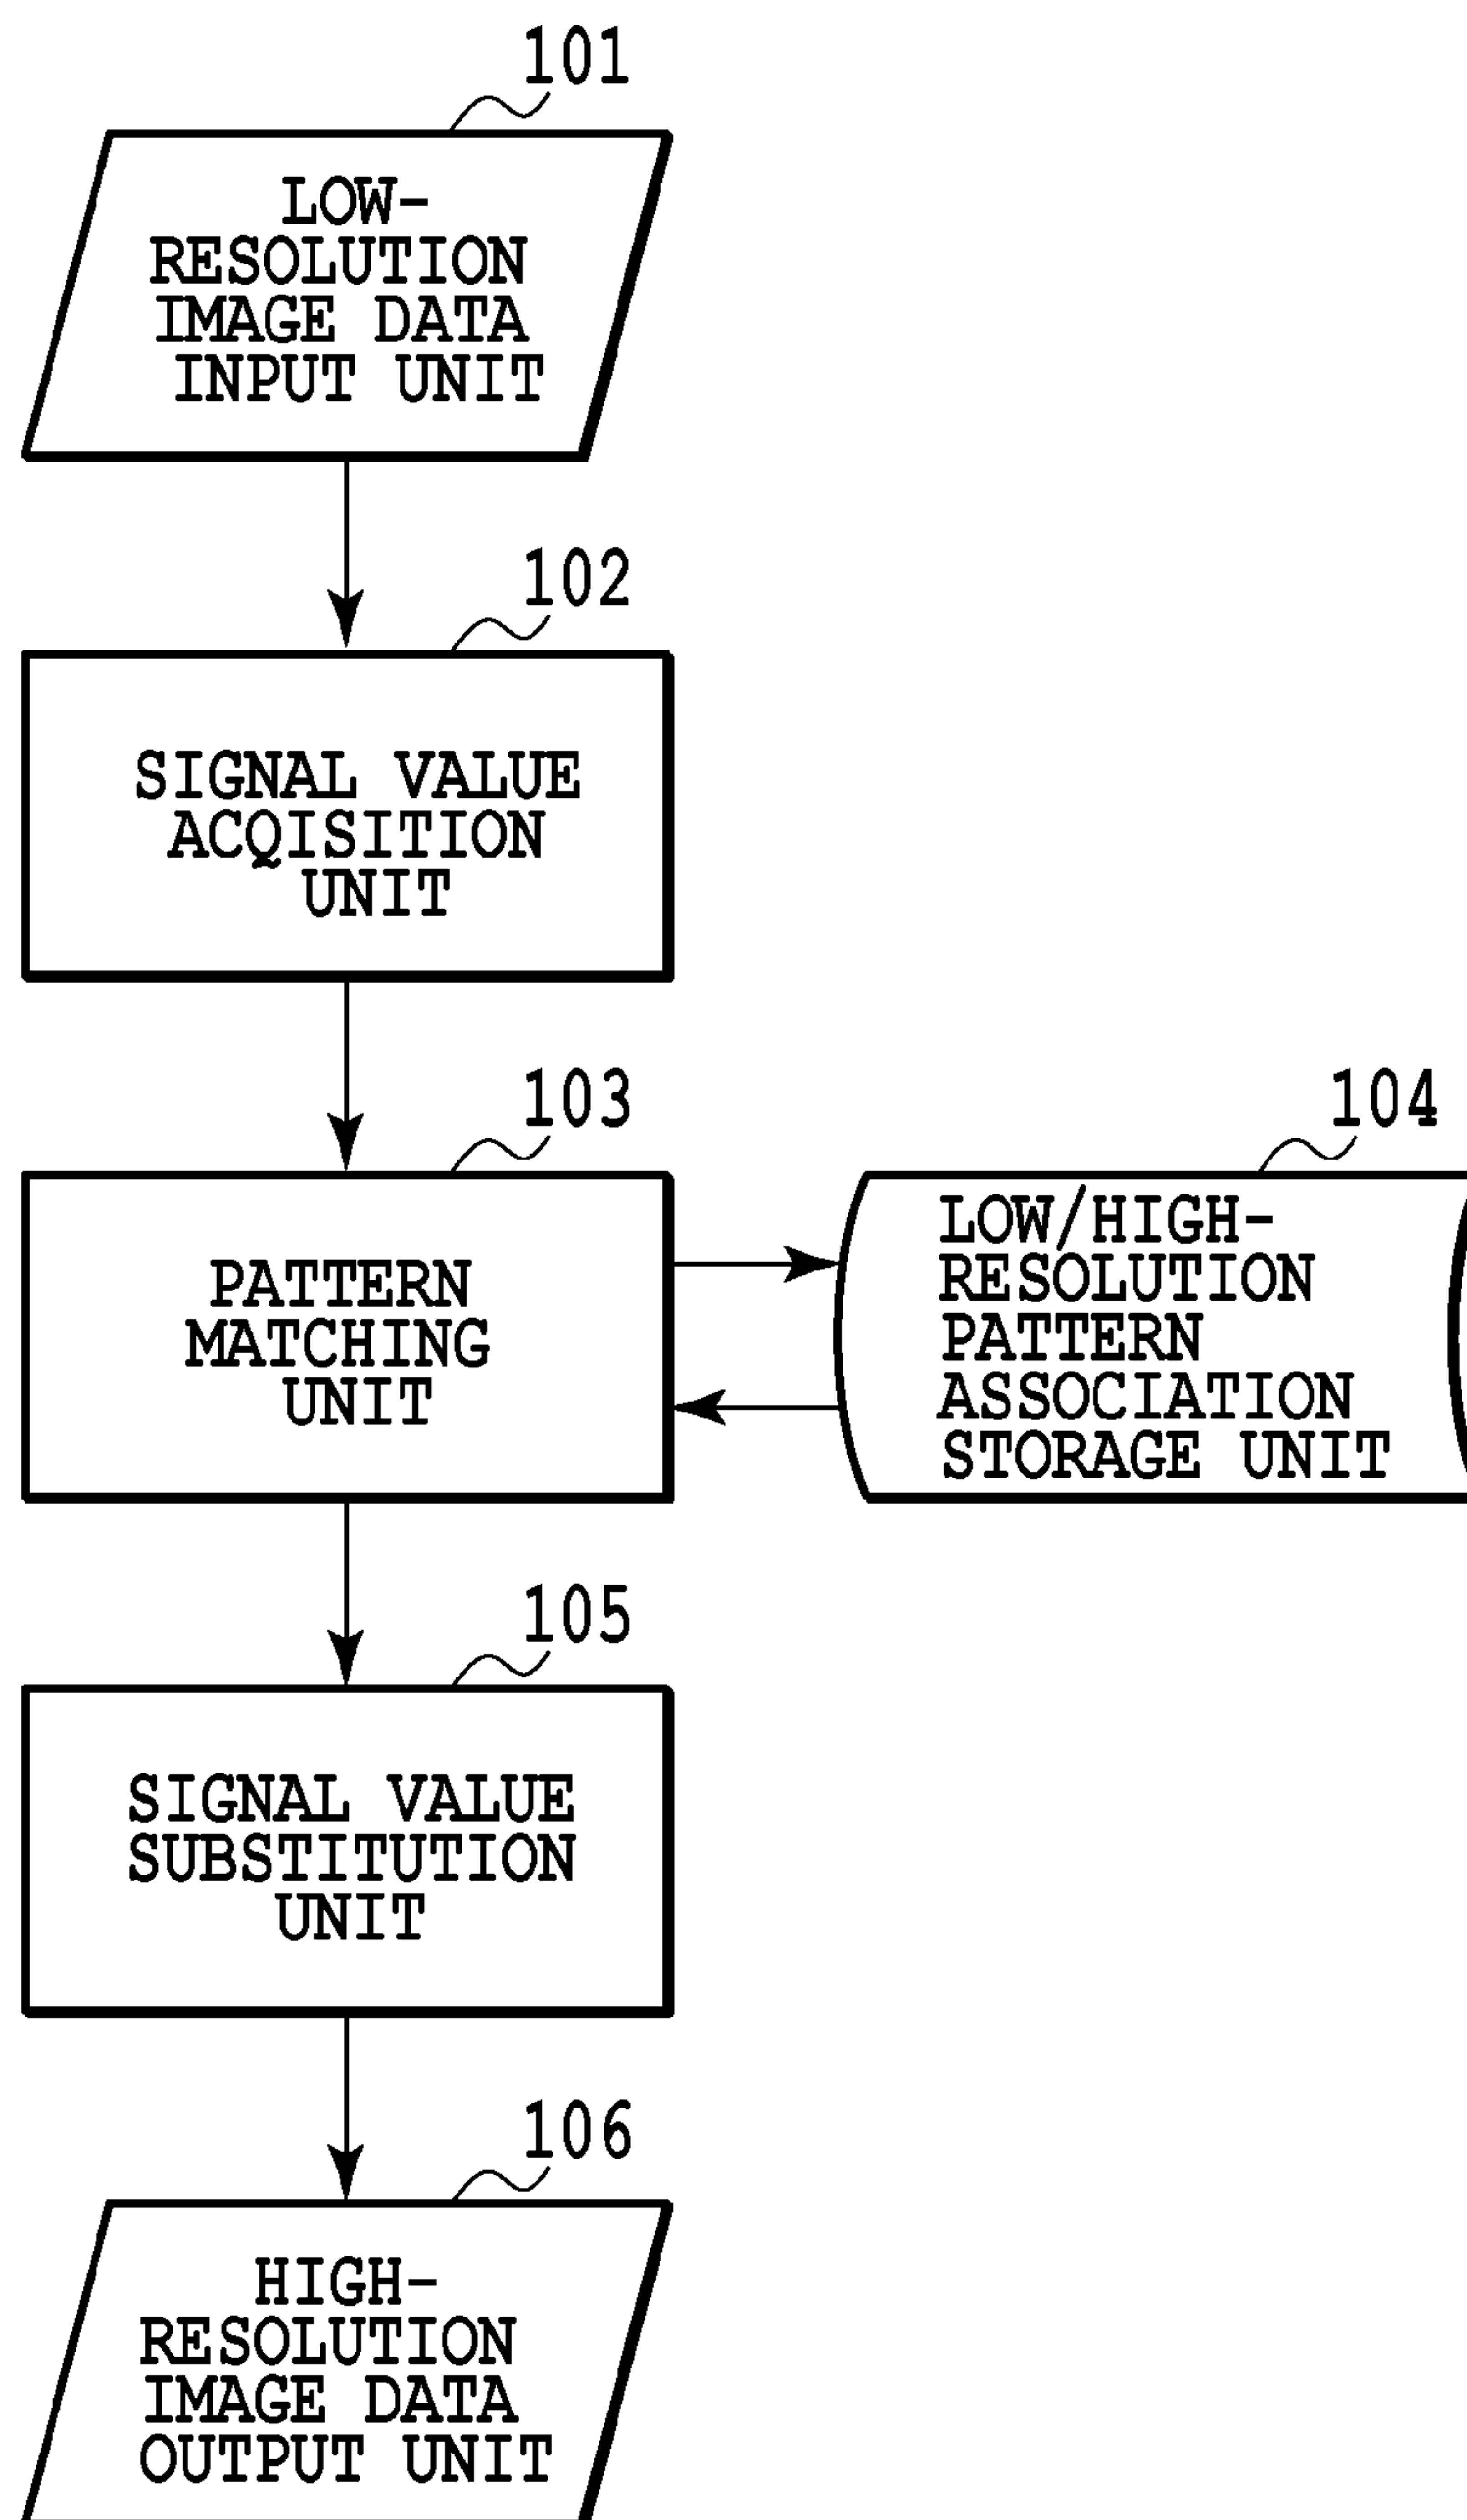 101
LOW-
RESOLUTION
IMAGE DATA
INPUT UNIT
102
SIGNAL VALUE
ACQISITION
UNIT
103
PATTERN
MATCHING
UNIT
104
LOW/HIGH-
RESOLUTION
PATTERN
ASSOCIATION
STORAGE UNIT
105
SIGNAL VALUE
SUBSTITUTION
UNIT
106
HIGH-
RESOLUTION
IMAGE DATA
OUTPUT UNIT